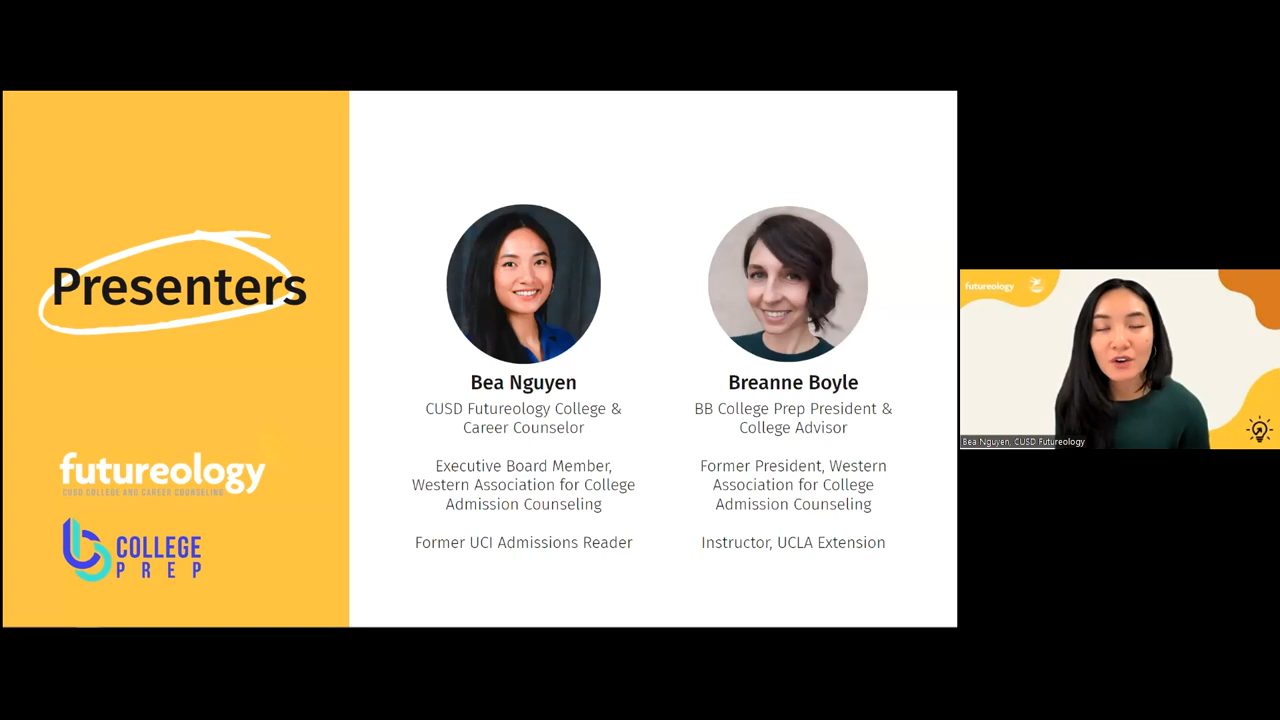 Presenters
futureology
CUSD COLLEGE AND CAREER COUNSELING
COLLEGE
PREP
Bea Nguyen
CUSD Futureology College &
Career Counselor
Executive Board Member,
Western Association for College
Admission Counseling
Former UCI Admissions Reader
Breanne Boyle
BB College Prep President &
College Advisor
Former President, Western
Association for College
Admission Counseling
Instructor, UCLA Extension
futureology
Bea Nguyen, CUSD Futureology